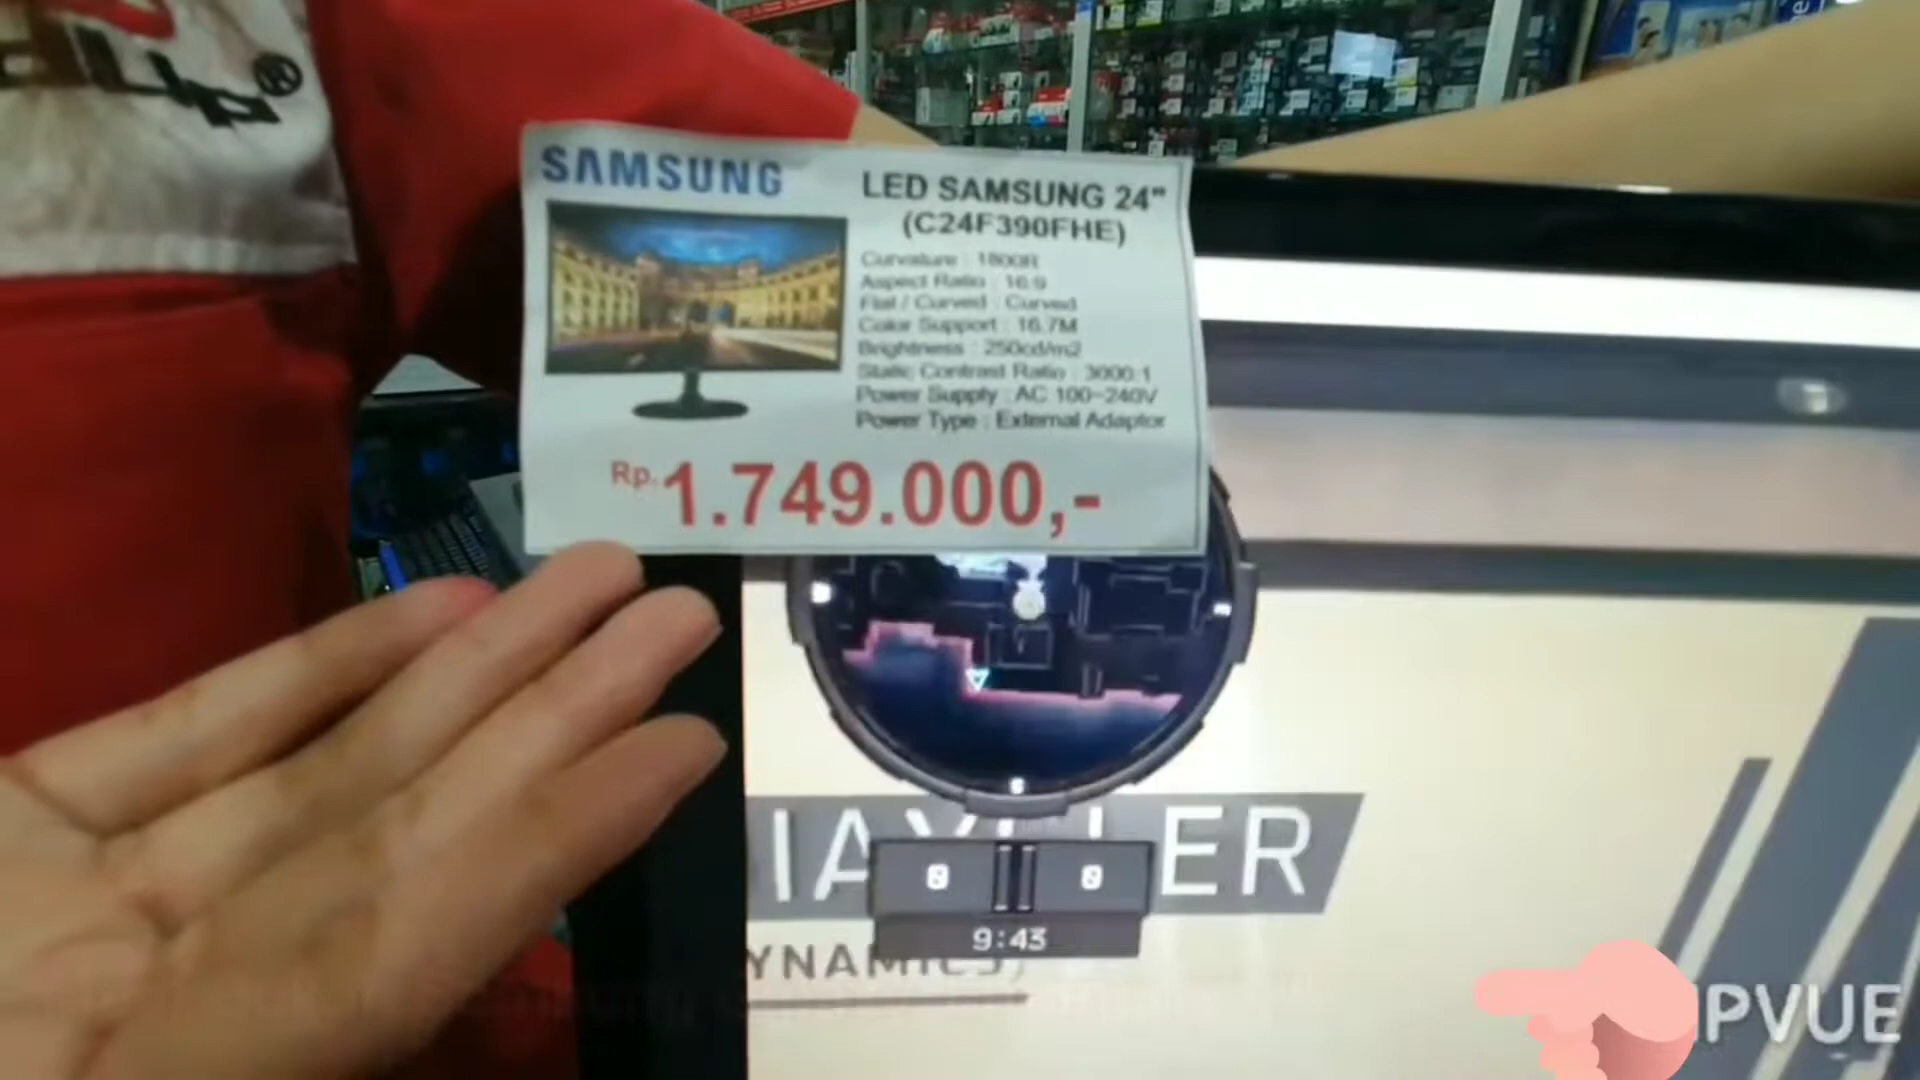 SAMSUNG
LED SAMSUNG 24"
(C24F390FHE)
Curvature : 1800R
Aspect Ratio : 16:9
Flat / Curved : Curved
Color Support : 16.7M
Brightness : 250cd/m2
Static Contrast Ratio : 3000:1
Power Supply : AC 100~240V
Power Type : External Adaptor
Rp. 1.749.000,-
0 0
9:43
PVUE